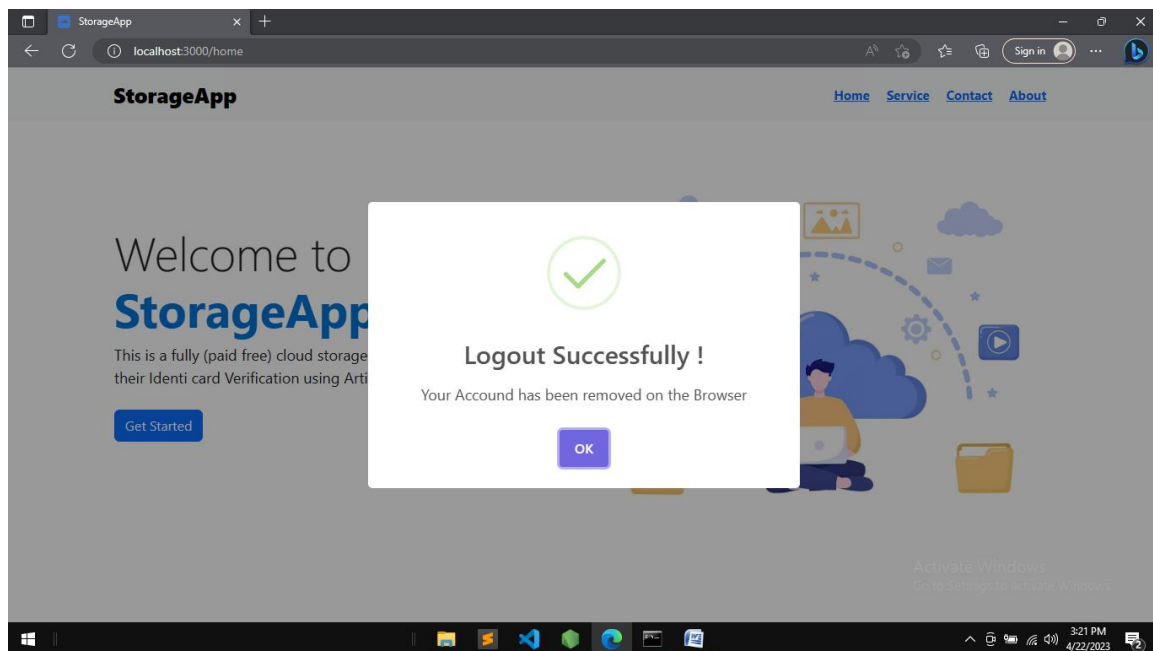 StorageApp
localhost:3000/home
Sign in
StorageApp
Home Service Contact About
Welcome to
StorageApp
This is a fully (paid free) cloud storage
their Identi card Verification using Arti
Get Started
Logout Successfully !
Your Accound has been removed on the Browser
OK
Activate Windows
Go to Settings to activate Windows.
3:21 PM
4/22/2023
2